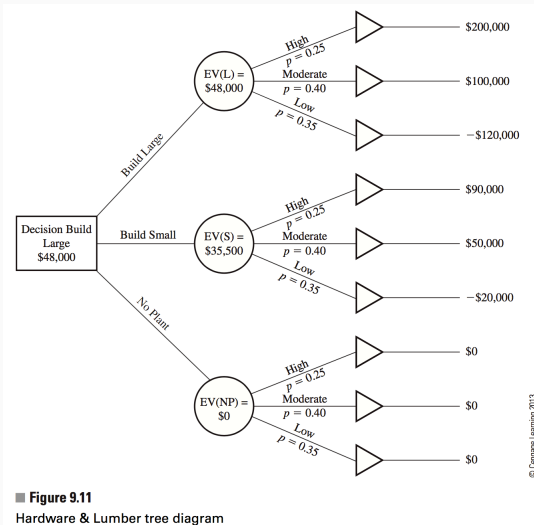 High
p = 0.25
$200,000
EV(L) =
$48,000
Moderate
p = 0.40
$100,000
Low
p = 0.35
−$120,000
Build Large
High
p = 0.25
$90,000
Decision Build
Large
$48,000
Build Small
EV(S) =
$35,500
Moderate
p = 0.40
$50,000
Low
p = 0.35
−$20,000
No Plant
High
p = 0.25
$0
EV(NP) =
$0
Moderate
p = 0.40
$0
Low
p = 0.35
$0
© Cengage Learning 2013
Figure 9.11
Hardware & Lumber tree diagram